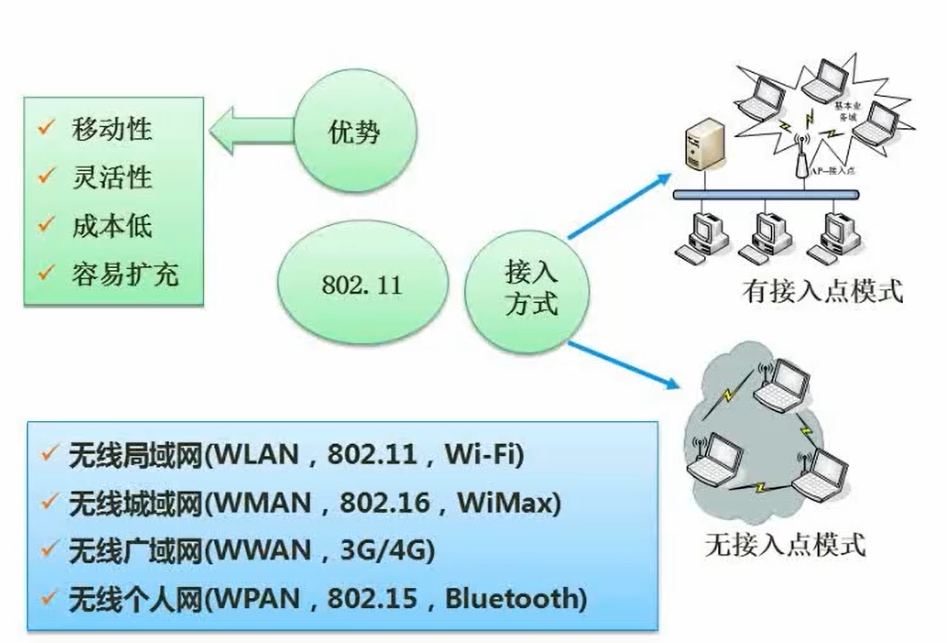 移动性
灵活性
成本低
容易扩充
优势
802.11
接入
方式
基本业
务域
AP—接入点
有接入点模式
无接入点模式
无线局域网(WLAN，802.11，Wi-Fi)
无线城域网(WMAN，802.16，WiMax)
无线广域网(WWAN，3G/4G)
无线个人网(WPAN，802.15，Bluetooth)